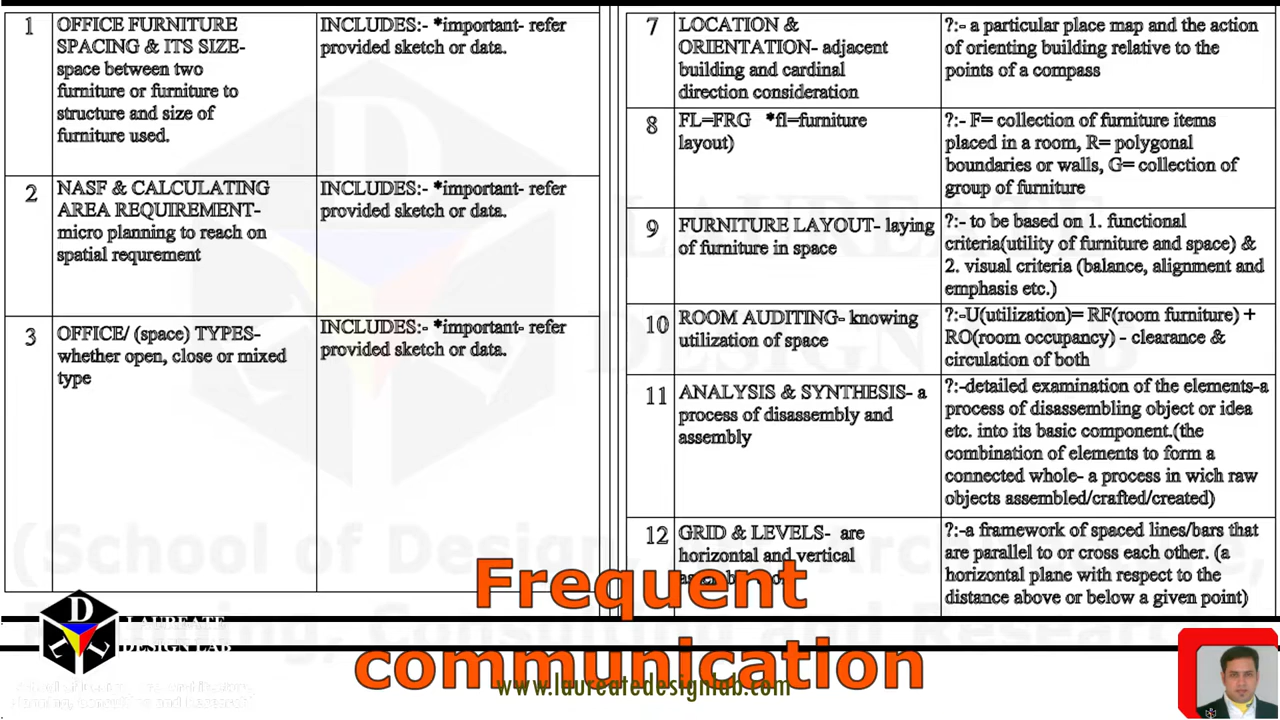 1
OFFICE FURNITURE
SPACING & ITS SIZE-
space between two
furniture or furniture to
structure and size of
furniture used.
INCLUDES:- *important- refer
provided sketch or data.
2
NASF & CALCULATING
AREA REQUIREMENT-
micro planning to reach on
spatial requrement
INCLUDES:- *important- refer
provided sketch or data.
3
OFFICE/ (space) TYPES-
whether open, close or mixed
type
INCLUDES:- *important- refer
provided sketch or data.
7
LOCATION &
ORIENTATION- adjacent
building and cardinal
direction consideration
?:- a particular place map and the action
of orienting building relative to the
points of a compass
8
FL=FRG *fl=furniture
layout)
?:- F= collection of furniture items
placed in a room, R= polygonal
boundaries or walls, G= collection of
group of furniture
9
FURNITURE LAYOUT- laying
of furniture in space
?:- to be based on 1. functional
criteria(utility of furniture and space) &
2. visual criteria (balance, alignment and
emphasis etc.)
10
ROOM AUDITING- knowing
utilization of space
?:-U(utilization)= RF(room furniture) +
RO(room occupancy) - clearance &
circulation of both
11
ANALYSIS & SYNTHESIS- a
process of disassembly and
assembly
?:-detailed examination of the elements-a
process of disassembling object or idea
etc. into its basic component.(the
combination of elements to form a
connected whole- a process in wich raw
objects assembled/crafted/created)
12
GRID & LEVELS- are
horizontal and vertical
?:-a framework of spaced lines/bars that
are parallel to or cross each other. (a
horizontal plane with respect to the
distance above or below a given point)
Frequent
communication
D
L L
LAUREATE
DESIGN LAB
www.laureatedesignlab.com